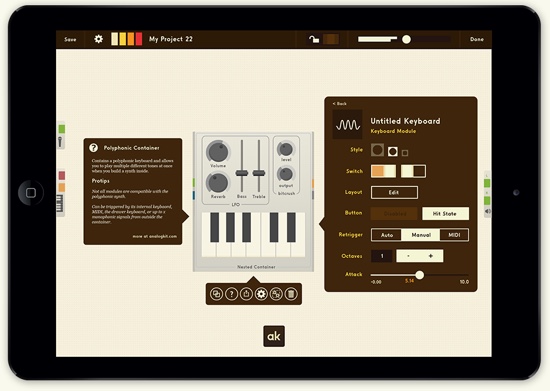 Save
My Project 22
Done
Polyphonic Container
Contains a polyphonic keyboard and allows
you to play multiple different tones at once
when you build a synth inside.
Protips
Not all modules are compatible with the
polyphonic synth.
Can be triggered by its internal keyboard,
MIDI, the drawer keyboard, or up to 2
monophonic signals from outside the
container.
more at analogkit.com
Volume
Reverb
Bass
Treble
LFO
level
output
bitcrush
Nested Container
ak
< Back
Untitled Keyboard
Keyboard Module
Style
Switch
Layout
Edit
Button
Hit State
Retrigger
Auto
Manual
MIDI
Octaves
1
-
+
Attack
-0.00
5.14
10.0